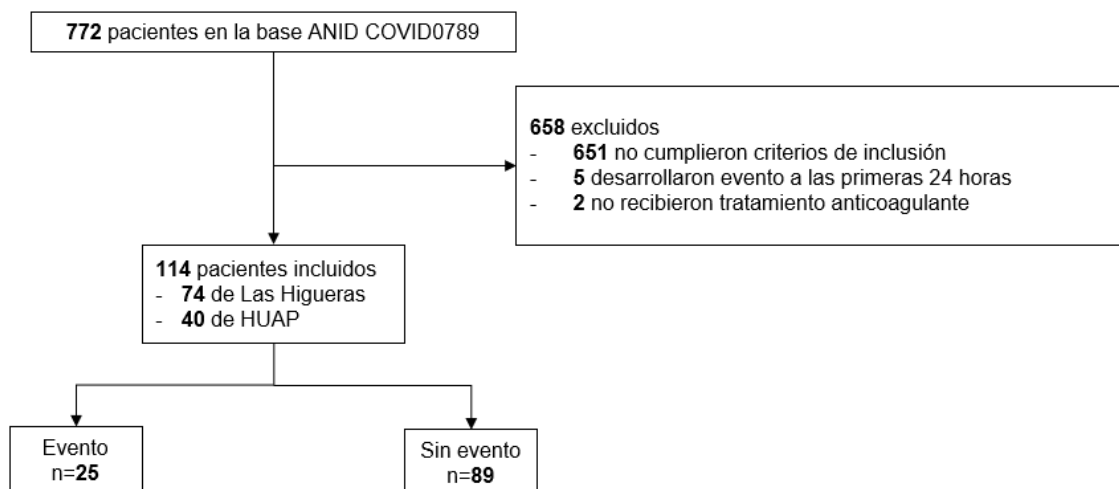 772 pacientes en la base ANID COVID0789
658 excluidos
- 651 no cumplieron criterios de inclusión
- 5 desarrollaron evento a las primeras 24 horas
- 2 no recibieron tratamiento anticoagulante
114 pacientes incluidos
- 74 de Las Higueras
- 40 de HUAP
Evento
n=25
Sin evento
n=89